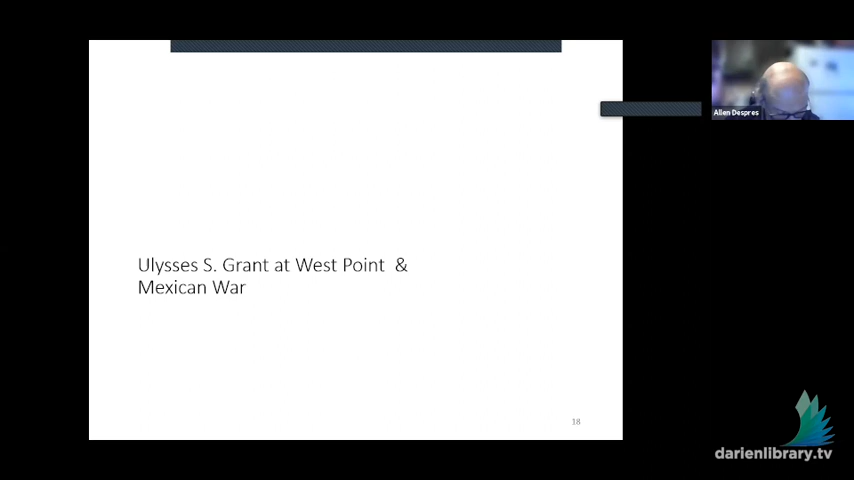 Allen Despres
Ulysses S. Grant at West Point &
Mexican War
18
darienlibrary.tv